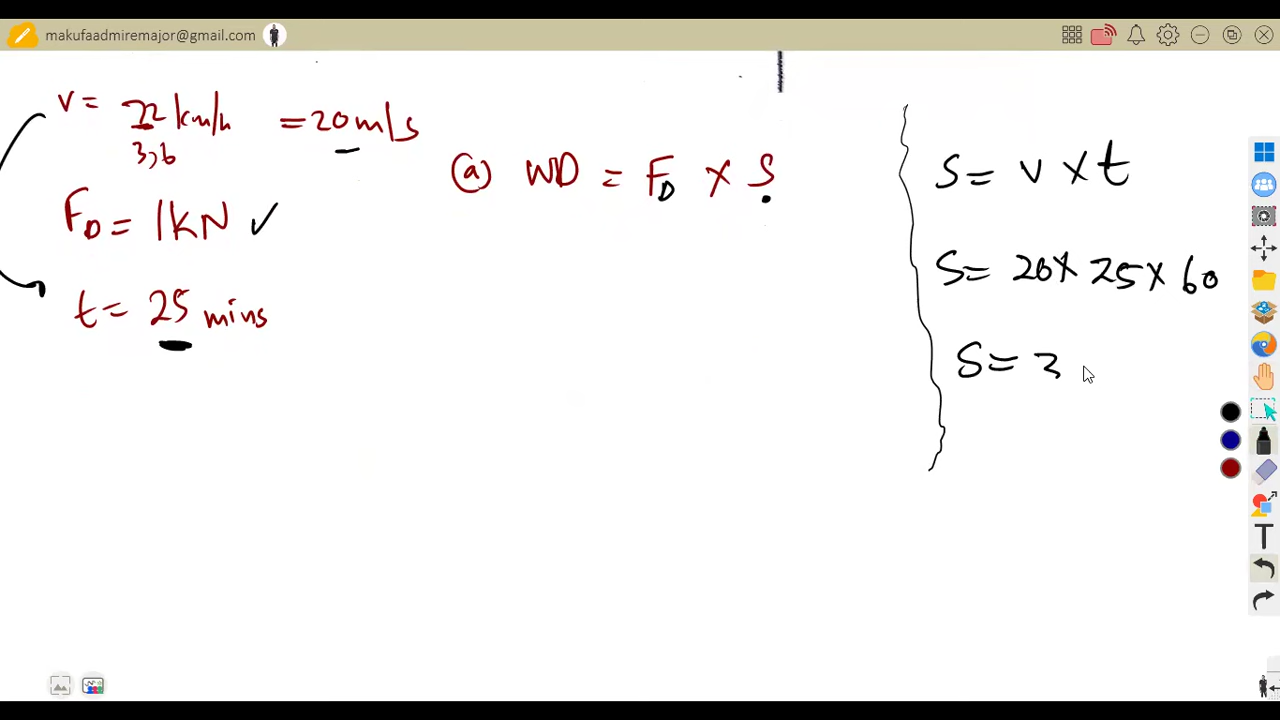 makufaadmiremajor@gmail.com
v = 72 km/h = 20 m/s
3,6
F_D = 1KN ✓
t = 25 mins
(a) WD = F_D × S
S = v × t
S = 20 × 25 × 60
S = 3
T